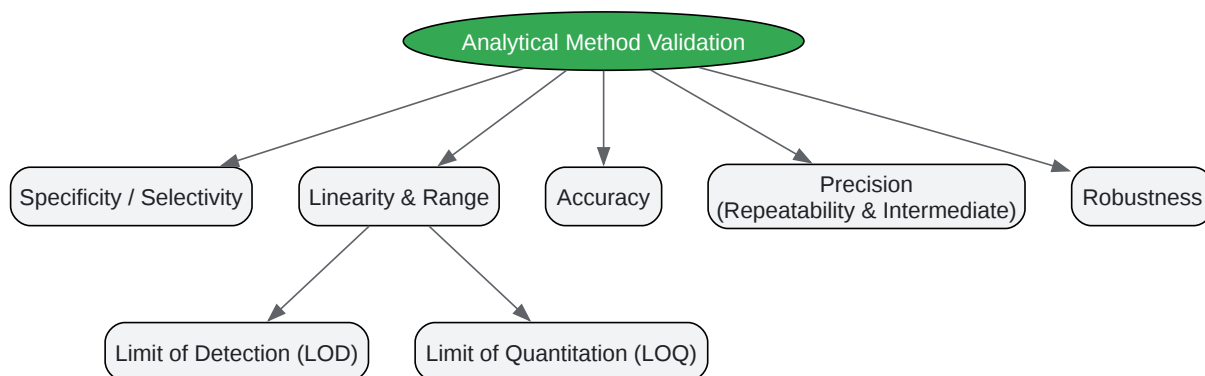 Analytical Method Validation
Specificity / Selectivity
Linearity & Range
Accuracy
Precision
(Repeatability & Intermediate)
Robustness
Limit of Detection (LOD)
Limit of Quantitation (LOQ)